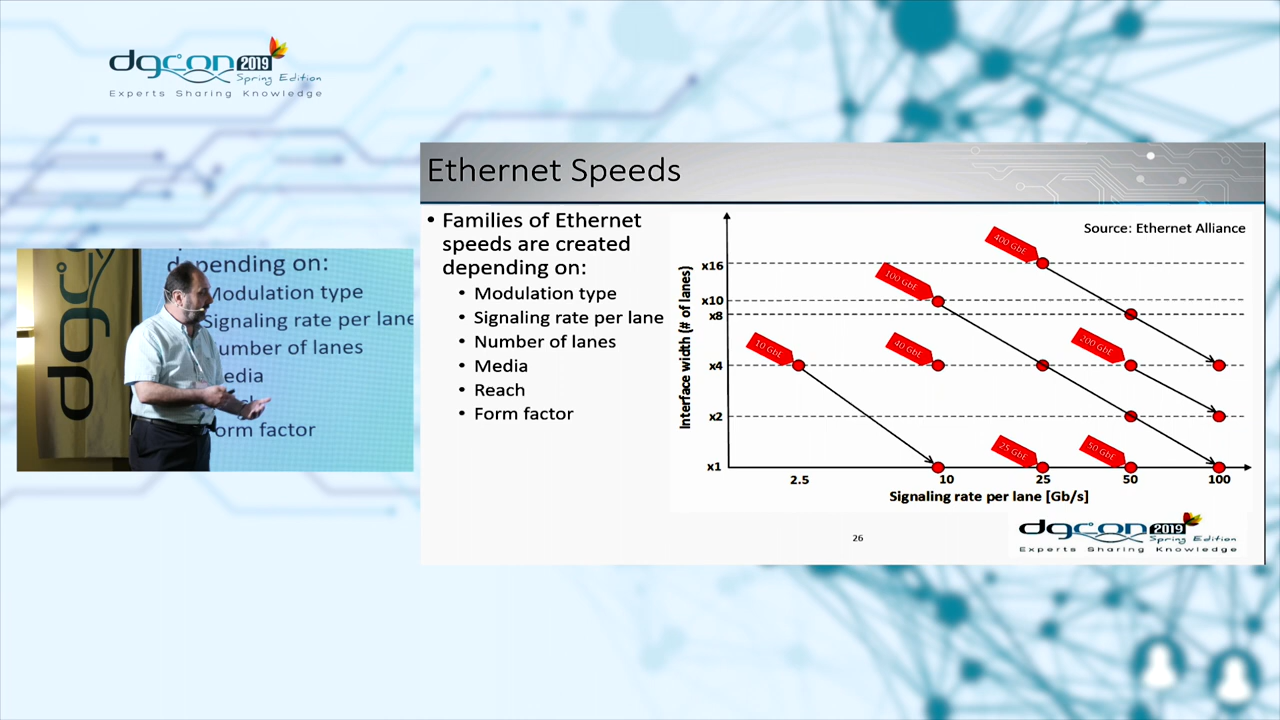 dgcon 2019
Spring Edition
Experts Sharing Knowledge
Ethernet Speeds
• Families of Ethernet
speeds are created
depending on:
• Modulation type
• Signaling rate per lane
• Number of lanes
• Media
• Reach
• Form factor
Source: Ethernet Alliance
Interface width (# of lanes)
x16
x10
x8
x4
x2
x1
400 GbE
100 GbE
10 GbE
40 GbE
200 GbE
25 GbE
50 GbE
2.5
10
25
50
100
Signaling rate per lane [Gb/s]
26
dgcon 2019
Spring Edition
Experts Sharing Knowledge
dgc
depending on:
Modulation type
Signaling rate per lane
umber of lanes
edia
orm factor